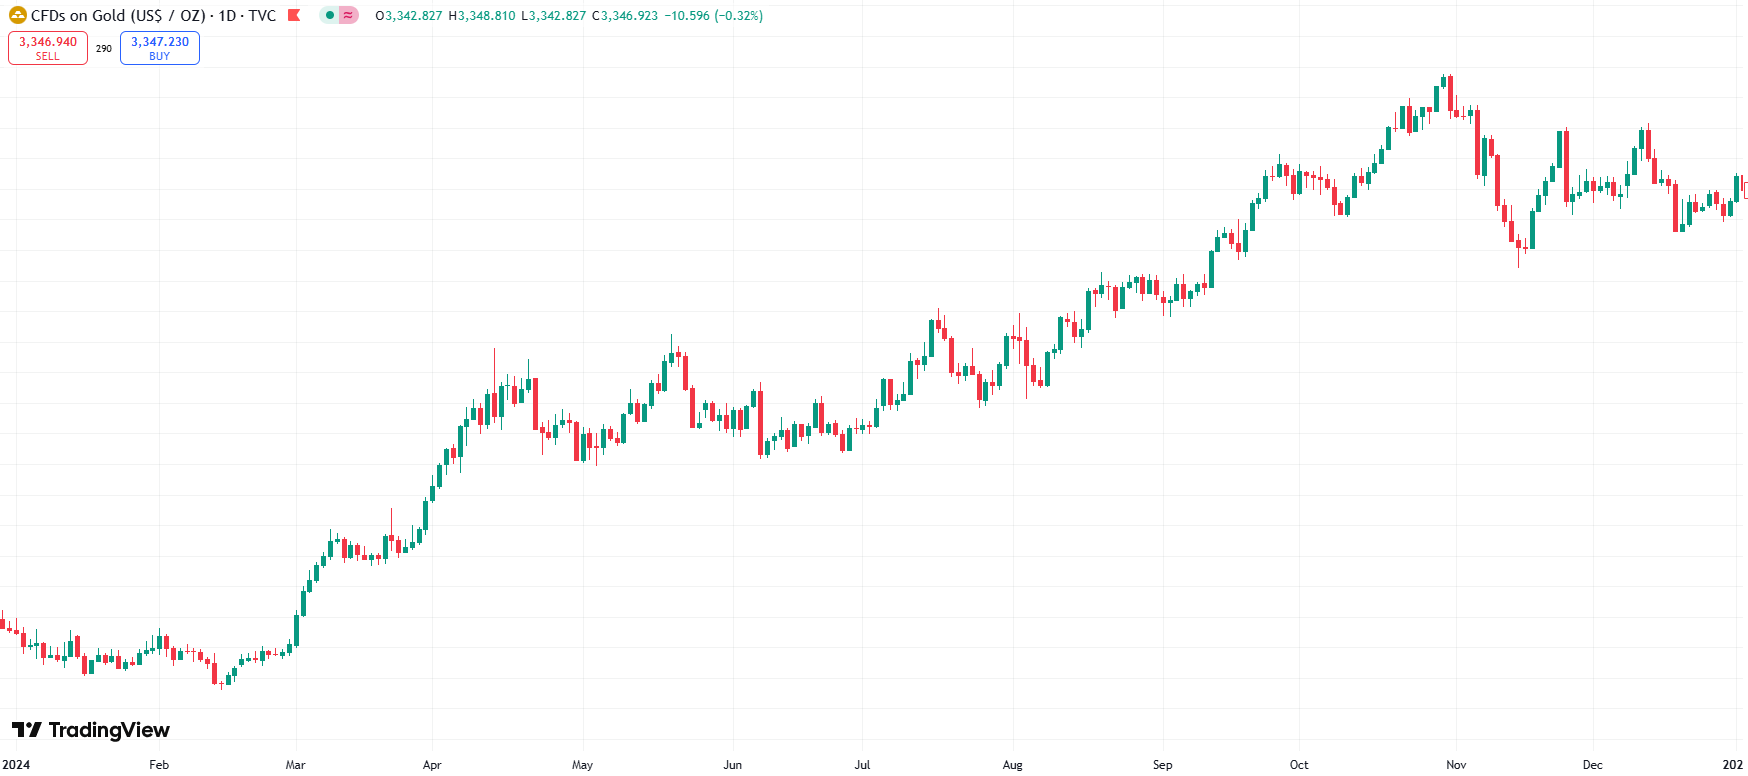 CFDs on Gold (US$ / OZ) · 1D · TVC O3,342.827 H3,348.810 L3,342.827 C3,346.923 −10.596 (−0.32%)
3,346.940 290 3,347.230
SELL BUY
TradingView
2024 Feb Mar Apr May Jun Jul Aug Sep Oct Nov Dec 202